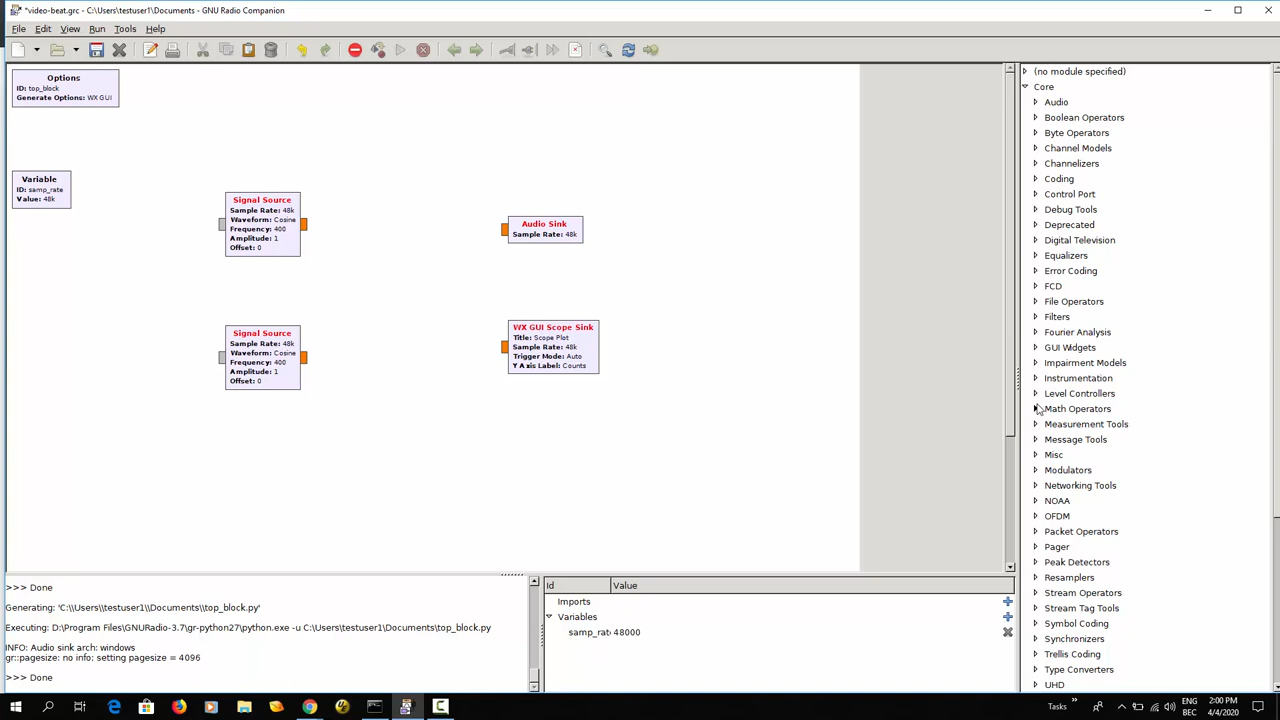 *video-beat.grc - C:\Users\testuser1\Documents - GNU Radio Companion
File Edit View Run Tools Help
Options
ID: top_block
Generate Options: WX GUI
Variable
ID: samp_rate
Value: 48k
Signal Source
Sample Rate: 48k
Waveform: Cosine
Frequency: 400
Amplitude: 1
Offset: 0
Audio Sink
Sample Rate: 48k
Signal Source
Sample Rate: 48k
Waveform: Cosine
Frequency: 400
Amplitude: 1
Offset: 0
WX GUI Scope Sink
Title: Scope Plot
Sample Rate: 48k
Trigger Mode: Auto
Y Axis Label: Counts
(no module specified)
Core
Audio
Boolean Operators
Byte Operators
Channel Models
Channelizers
Coding
Control Port
Debug Tools
Deprecated
Digital Television
Equalizers
Error Coding
FCD
File Operators
Filters
Fourier Analysis
GUI Widgets
Impairment Models
Instrumentation
Level Controllers
Math Operators
Measurement Tools
Message Tools
Misc
Modulators
Networking Tools
NOAA
OFDM
Packet Operators
Pager
Peak Detectors
Resamplers
Stream Operators
Stream Tag Tools
Symbol Coding
Synchronizers
Trellis Coding
Type Converters
UHD
>>> Done
Generating: 'C:\\Users\\testuser1\\Documents\\top_block.py'
Executing: D:\Program Files\GNURadio-3.7\gr-python27\python.exe -u C:\Users\testuser1\Documents\top_block.py
INFO: Audio sink arch: windows
gr::pagesize: no info: setting pagesize = 4096
>>> Done
Id Value
Imports
Variables
samp_rat 48000
Tasks
ENG
BEC
2:00 PM
4/4/2020